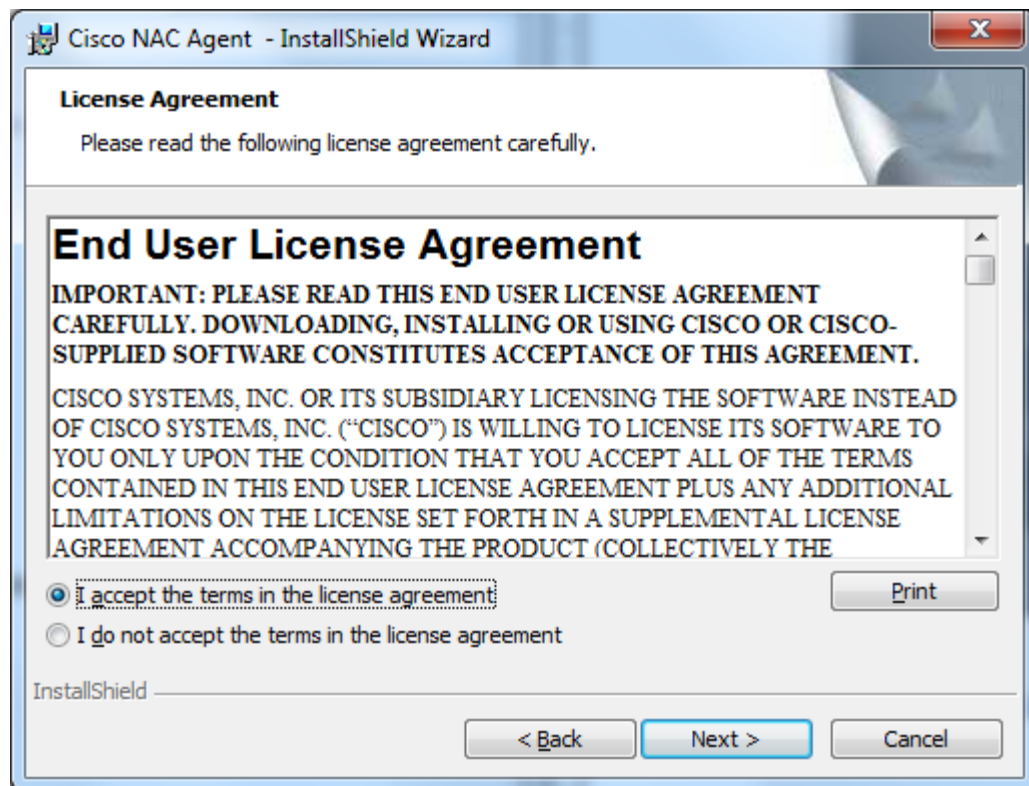 Cisco NAC Agent - InstallShield Wizard
License Agreement
Please read the following license agreement carefully.
End User License Agreement
IMPORTANT: PLEASE READ THIS END USER LICENSE AGREEMENT
CAREFULLY. DOWNLOADING, INSTALLING OR USING CISCO OR CISCO-
SUPPLIED SOFTWARE CONSTITUTES ACCEPTANCE OF THIS AGREEMENT.
CISCO SYSTEMS, INC. OR ITS SUBSIDIARY LICENSING THE SOFTWARE INSTEAD
OF CISCO SYSTEMS, INC. (“CISCO”) IS WILLING TO LICENSE ITS SOFTWARE TO
YOU ONLY UPON THE CONDITION THAT YOU ACCEPT ALL OF THE TERMS
CONTAINED IN THIS END USER LICENSE AGREEMENT PLUS ANY ADDITIONAL
LIMITATIONS ON THE LICENSE SET FORTH IN A SUPPLEMENTAL LICENSE
AGREEMENT ACCOMPANYING THE PRODUCT (COLLECTIVELY THE
I accept the terms in the license agreement
Print
I do not accept the terms in the license agreement
InstallShield
< Back Next > Cancel